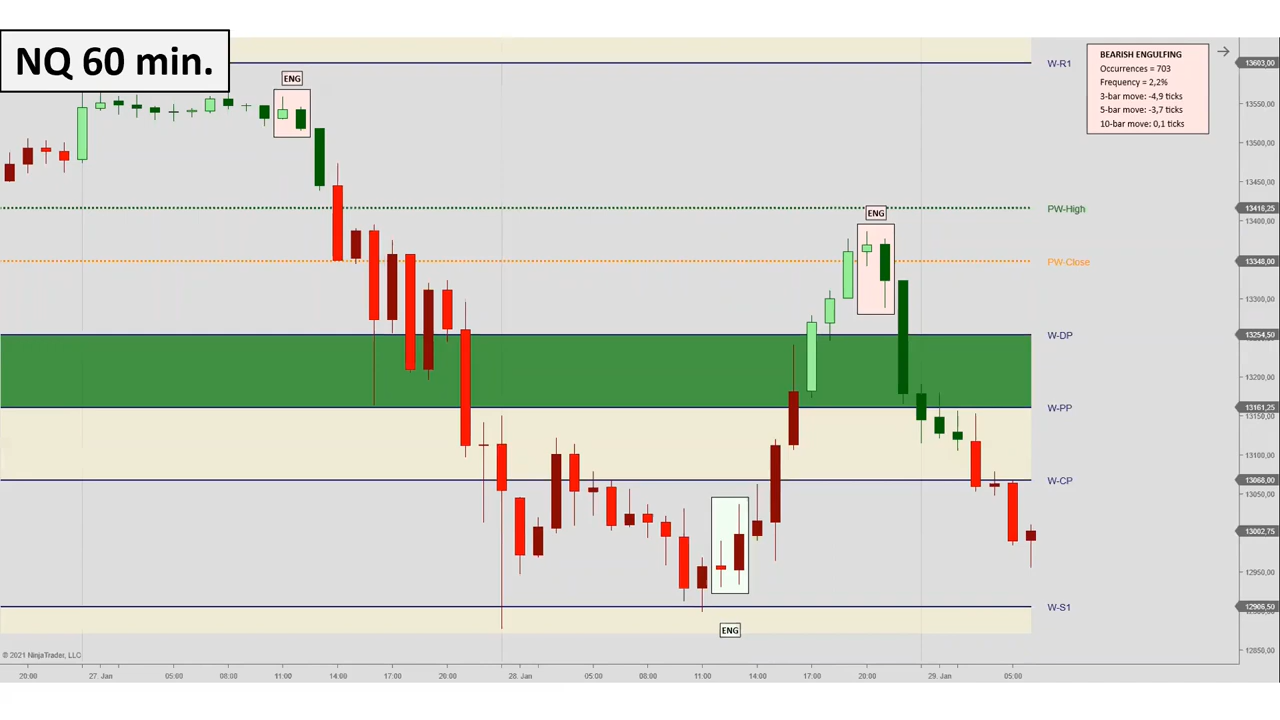 NQ 60 min.
ENG
W-R1
BEARISH ENGULFING
Occurrences = 703
Frequency = 2,2%
3-bar move: -4,9 ticks
5-bar move: -3,7 ticks
10-bar move: 0,1 ticks
13603,00
13550,00
13500,00
13450,00
PW-High
13416,25
ENG
13400,00
PW-Close
13348,00
13300,00
W-DP
13254,50
13200,00
W-PP
13161,25
13150,00
13100,00
W-CP
13068,00
13050,00
13002,75
12950,00
W-S1
12906,50
ENG
12850,00
© 2021 NinjaTrader, LLC
20:00 27. Jan 05:00 08:00 11:00 14:00 17:00 20:00 28. Jan 05:00 08:00 11:00 14:00 17:00 20:00 29. Jan 05:00